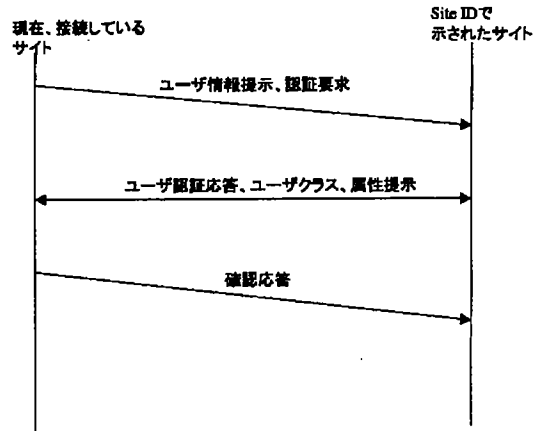 現在、接続している
サイト
Site IDで
示されたサイト
ユーザ情報提示、認証要求
ユーザ認証応答、ユーザクラス、属性提示
確認応答